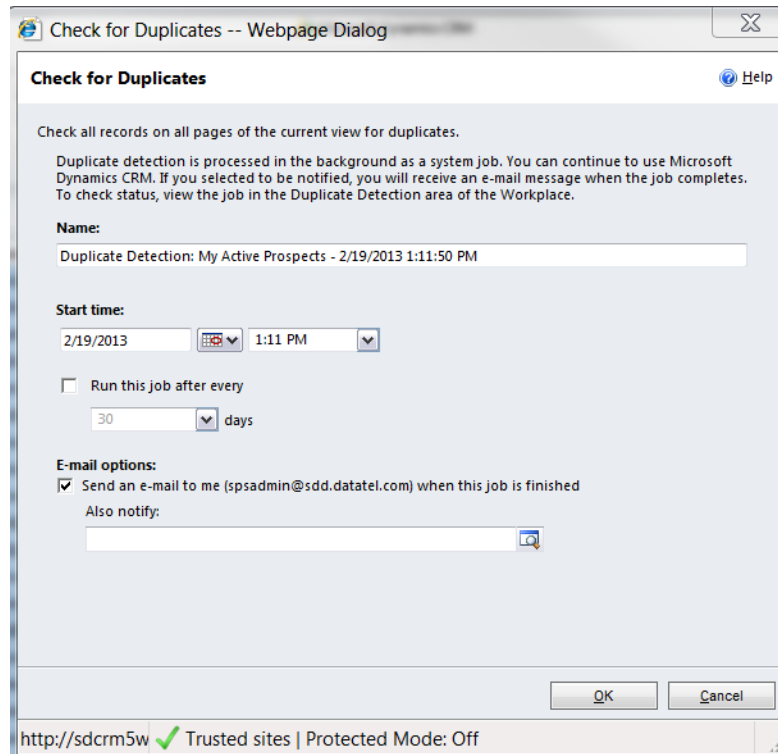 Check for Duplicates -- Webpage Dialog
Check for Duplicates
Help
Check all records on all pages of the current view for duplicates.
Duplicate detection is processed in the background as a system job. You can continue to use Microsoft
Dynamics CRM. If you selected to be notified, you will receive an e-mail message when the job completes.
To check status, view the job in the Duplicate Detection area of the Workplace.
Name:
Duplicate Detection: My Active Prospects - 2/19/2013 1:11:50 PM
Start time:
2/19/2013 1:11 PM
Run this job after every
30 days
E-mail options:
Send an e-mail to me (spsadmin@sdd.datatel.com) when this job is finished
Also notify:
OK Cancel
http://sdcrm5w Trusted sites | Protected Mode: Off